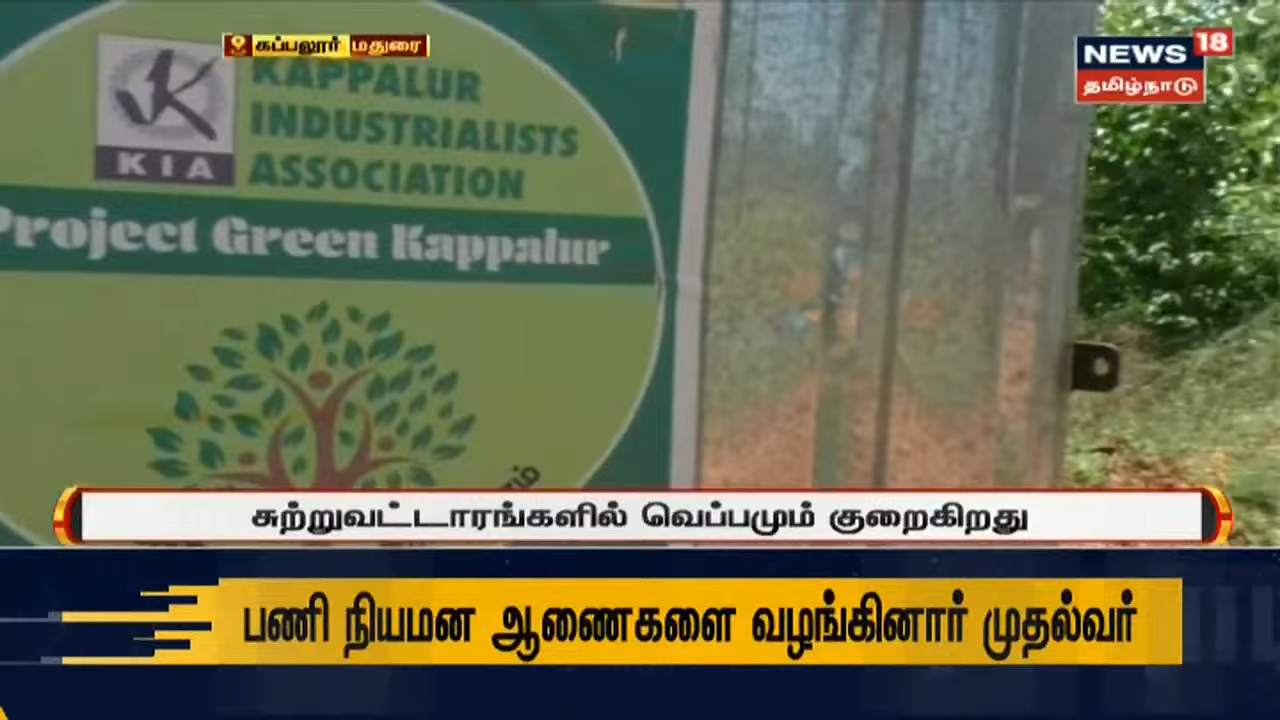 கப்பலூர் மதுரை
NEWS 18
தமிழ்நாடு
KIA
KAPPALUR
INDUSTRIALISTS
ASSOCIATION
Project Green Kappalur
சுற்றுவட்டாரங்களில் வெப்பமும் குறைகிறது
பணி நியமன ஆணைகளை வழங்கினார் முதல்வர்